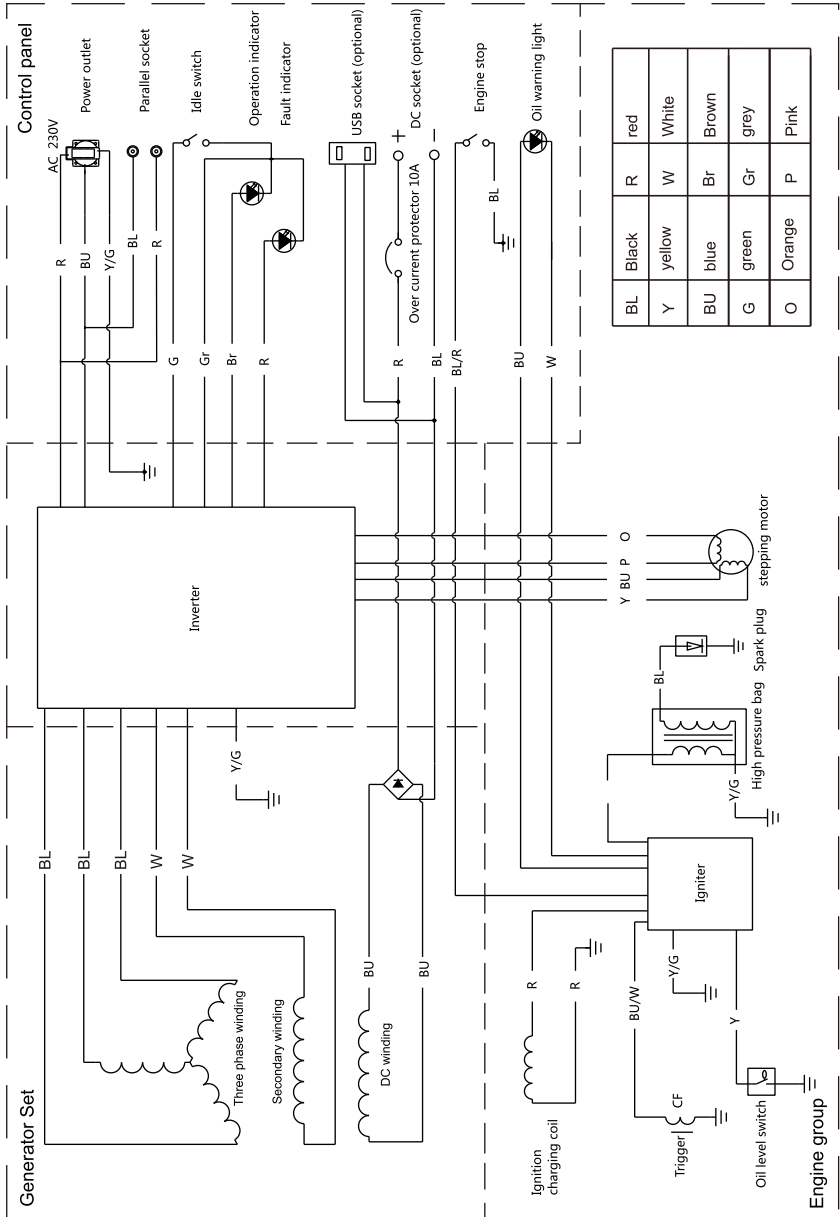 Control panel
AC 230V
Power outlet
Parallel socket
Idle switch
Operation indicator
Fault indicator
USB socket (optional)
DC socket (optional)
Engine stop
Oil warning light
+
−
Over current protector 10A
R
BU
Y/G
BL
R
G
Gr
Br
R
R
BL
BL/R
BL
BU
W
BL Black R red
Y yellow W White
BU blue Br Brown
G green Gr grey
O Orange P Pink
Inverter
O
P
BU
Y
stepping motor
Spark plug
BL
High pressure bag
Y/G
Igniter
Generator Set
BL
BL
BL
W
W
Y/G
Three phase winding
Secondary winding
DC winding
BU
BU
Engine group
R
R
Ignition
charging coil
BU/W
Y/G
Y
CF
Trigger
Oil level switch